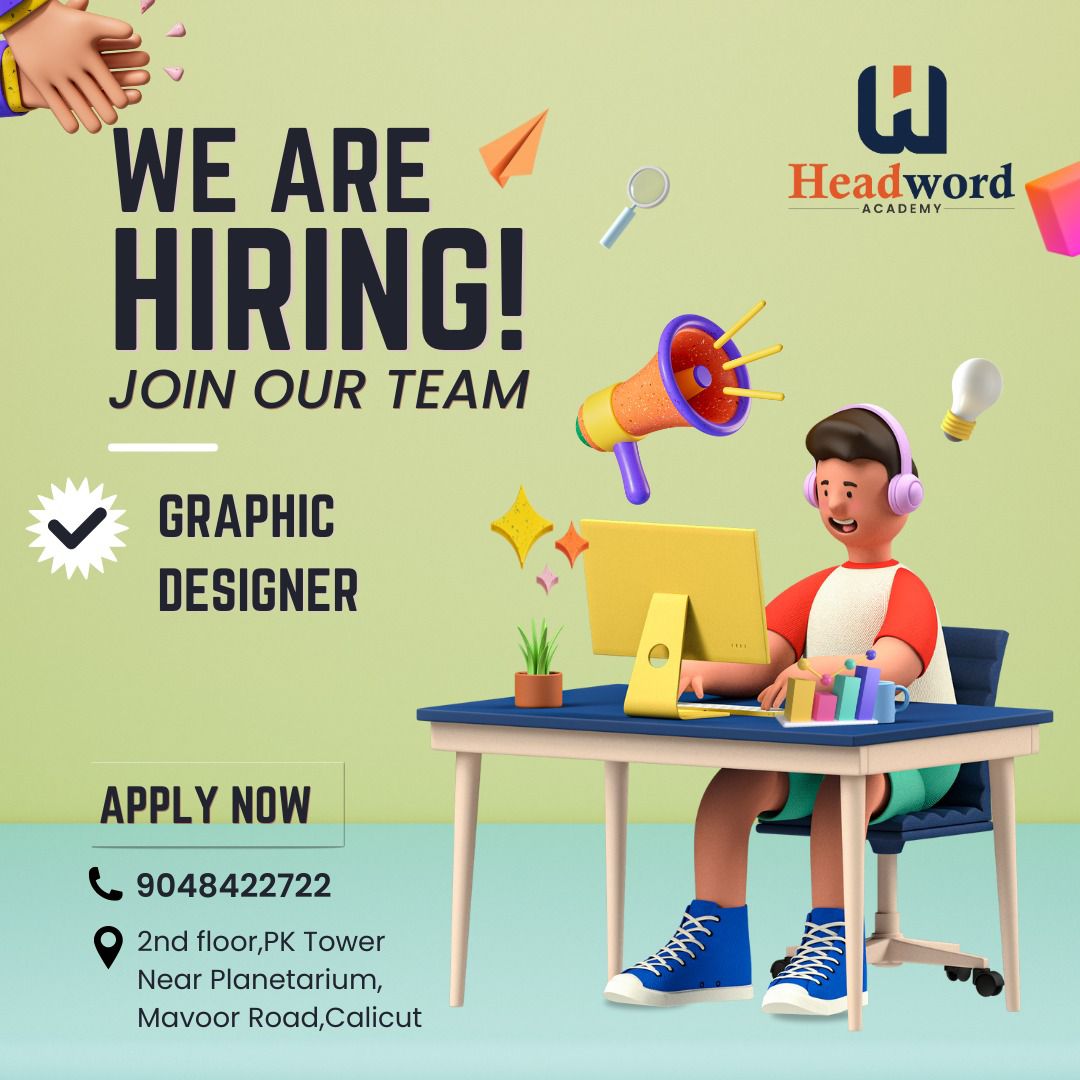 WE ARE
HIRING!
JOIN OUR TEAM
Headword
ACADEMY
GRAPHIC
DESIGNER
APPLY NOW
9048422722
2nd floor,PK Tower
Near Planetarium,
Mavoor Road,Calicut